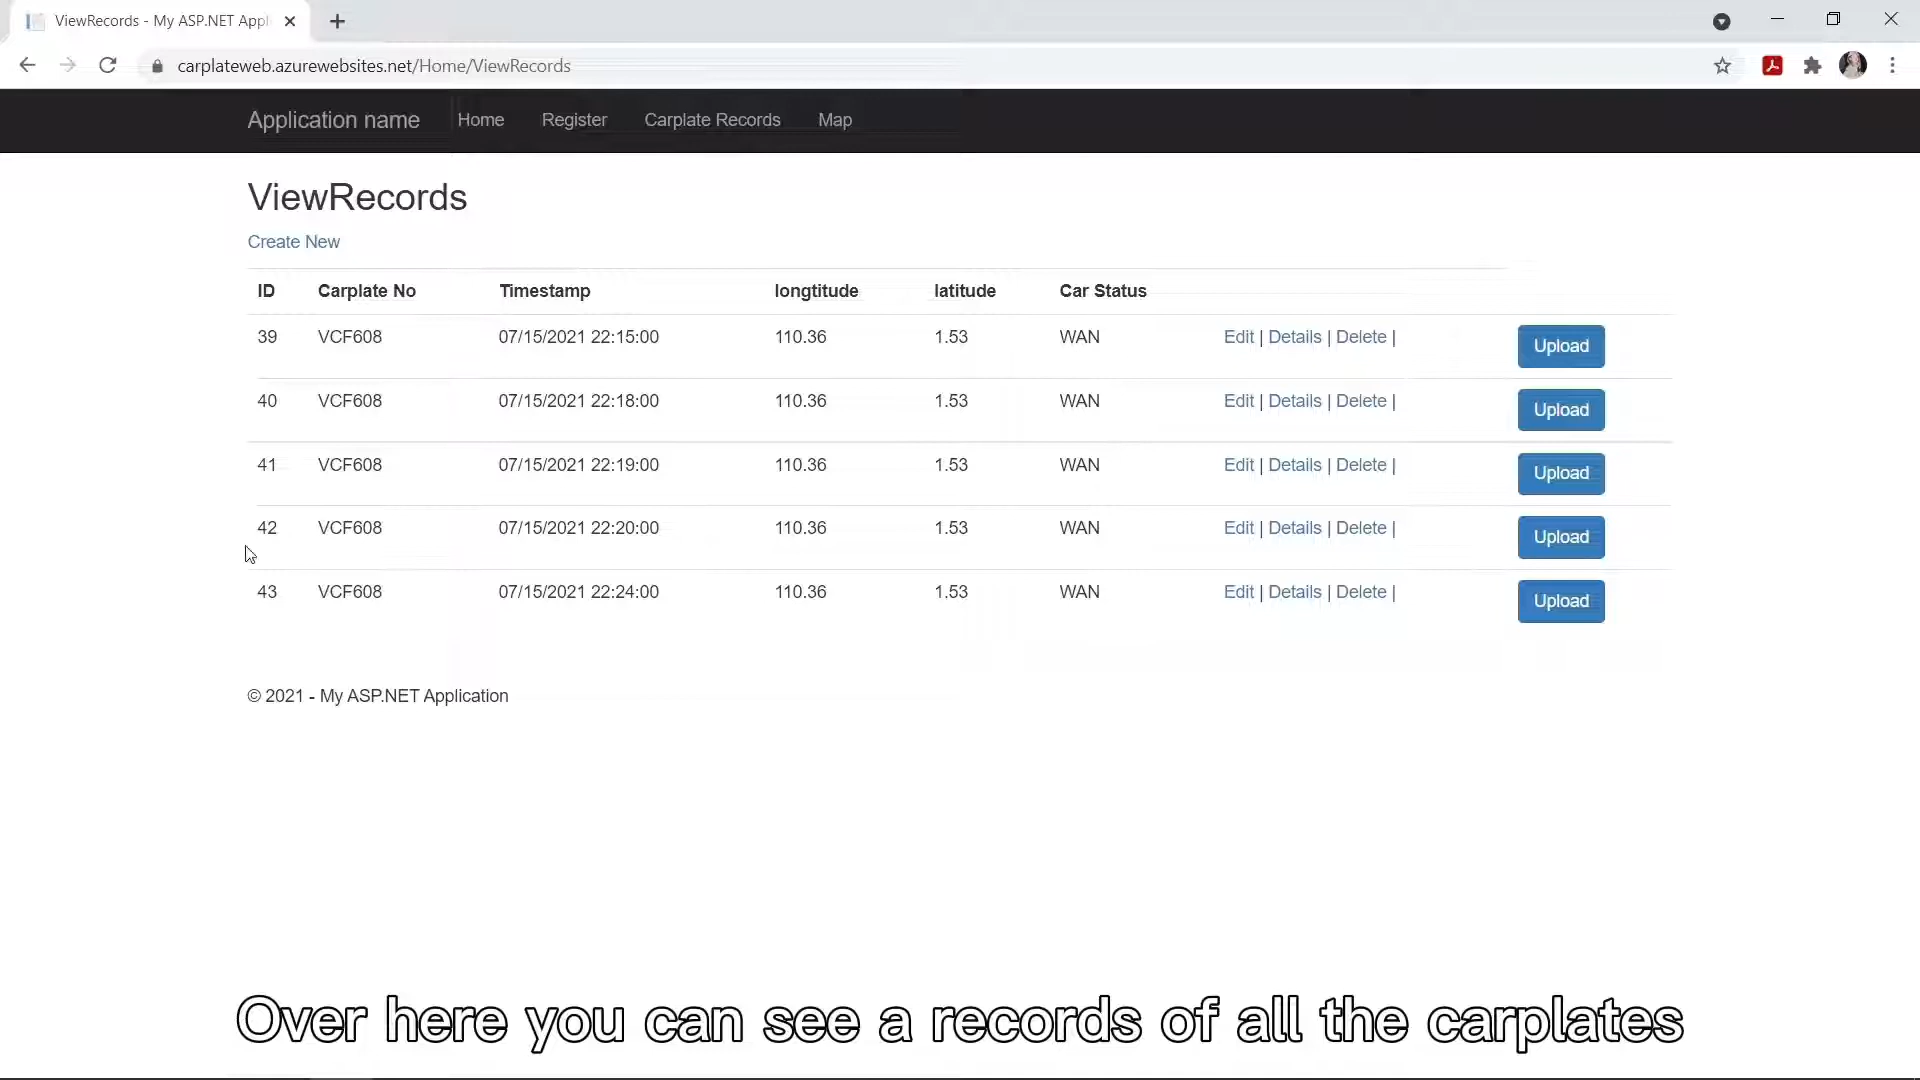 ViewRecords - My ASP.NET Appl
carplateweb.azurewebsites.net/Home/ViewRecords
Application name Home Register Carplate Records Map
ViewRecords
Create New
ID Carplate No Timestamp longtitude latitude Car Status
39 VCF608 07/15/2021 22:15:00 110.36 1.53 WAN Edit | Details | Delete | Upload
40 VCF608 07/15/2021 22:18:00 110.36 1.53 WAN Edit | Details | Delete | Upload
41 VCF608 07/15/2021 22:19:00 110.36 1.53 WAN Edit | Details | Delete | Upload
42 VCF608 07/15/2021 22:20:00 110.36 1.53 WAN Edit | Details | Delete | Upload
43 VCF608 07/15/2021 22:24:00 110.36 1.53 WAN Edit | Details | Delete | Upload
© 2021 - My ASP.NET Application
Over here you can see a records of all the carplates